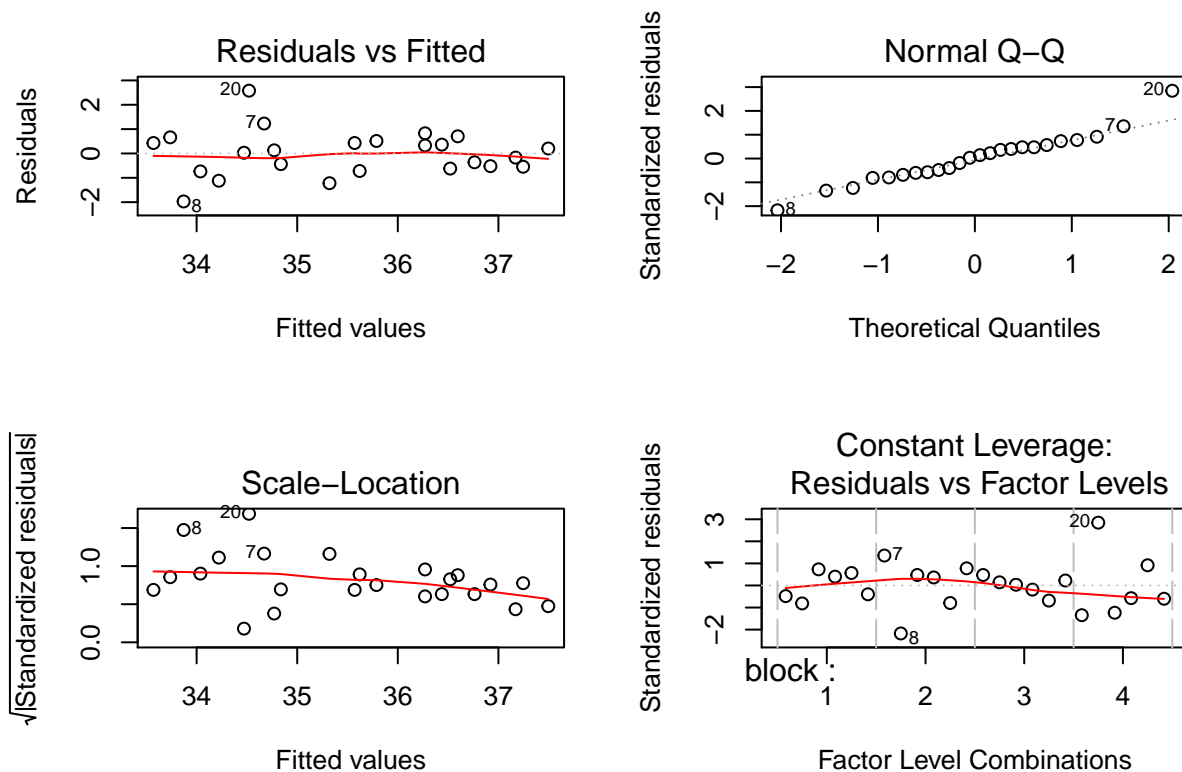 Residuals vs Fitted
Residuals
−2
0
2
20
7
8
34
35
36
37
Fitted values
Normal Q−Q
Standardized residuals
−2
0
2
20
7
8
−2
−1
0
1
2
Theoretical Quantiles
Scale−Location
√|Standardized residuals|
0.0
1.0
8
20
7
34
35
36
37
Fitted values
Constant Leverage:
Residuals vs Factor Levels
Standardized residuals
−2
1
3
7
8
20
block :
1
2
3
4
Factor Level Combinations